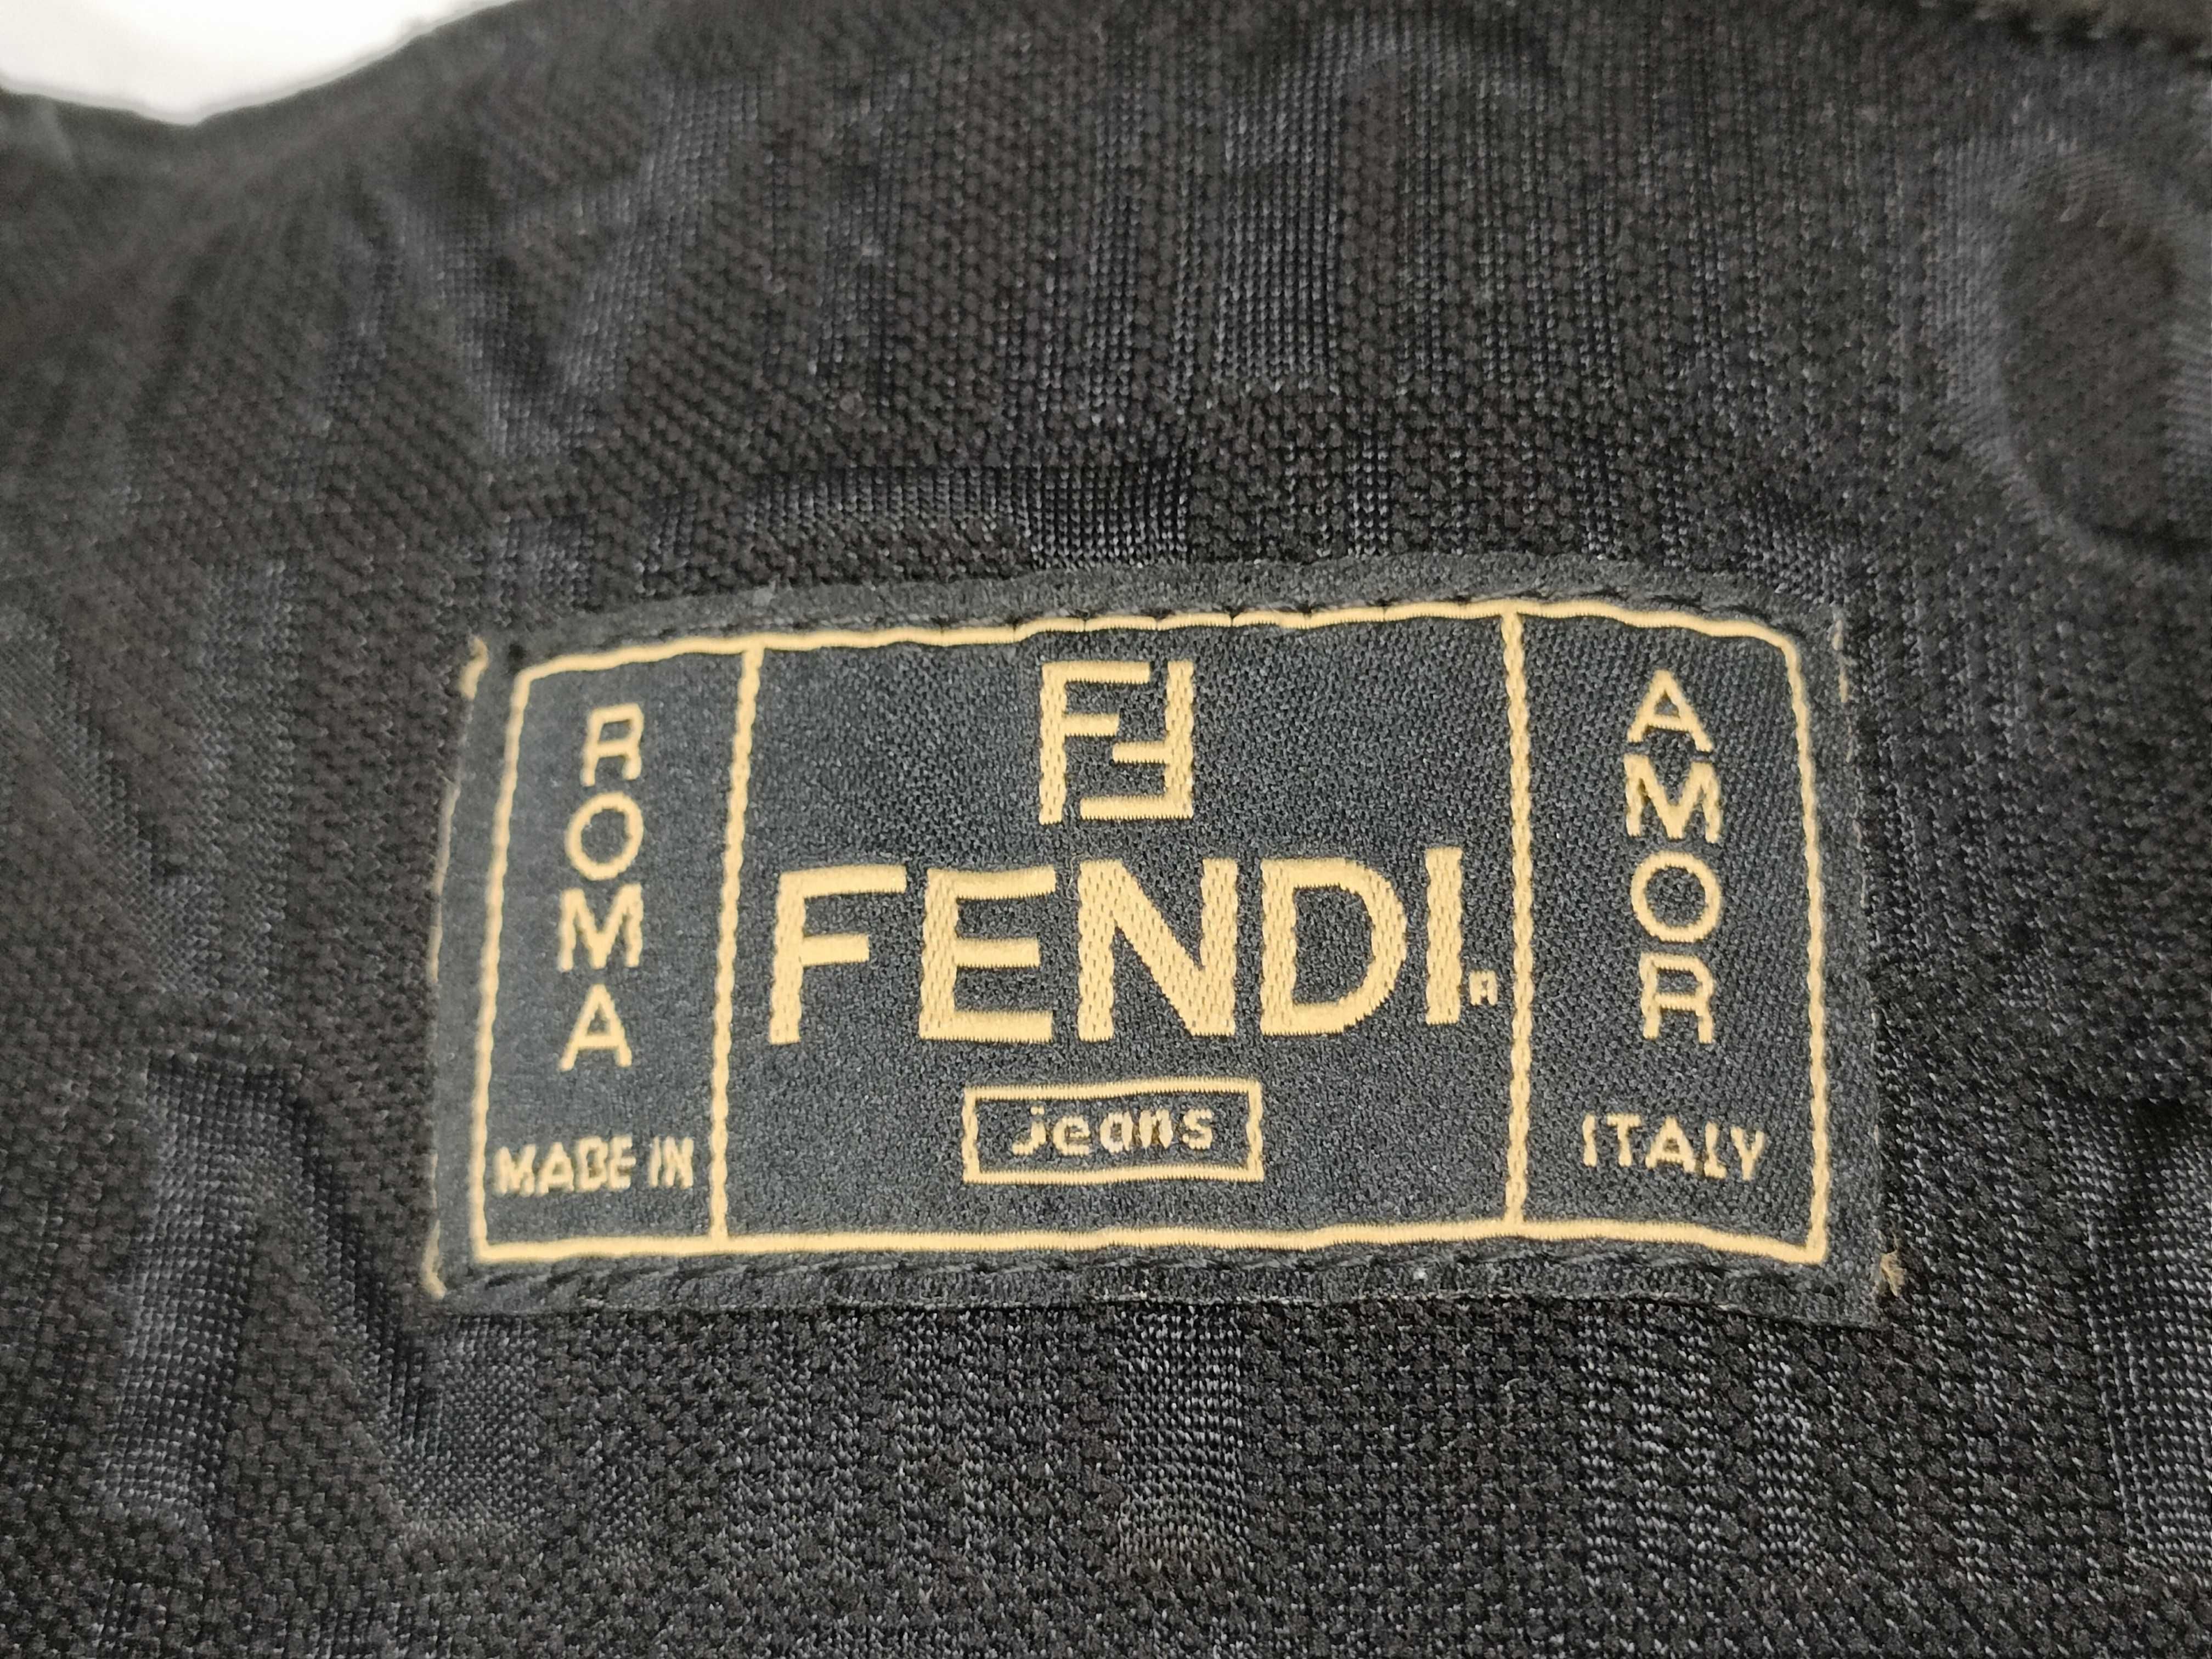 ROMA
MADE IN
FF
FENDI®
jeans
AMOR
ITALY